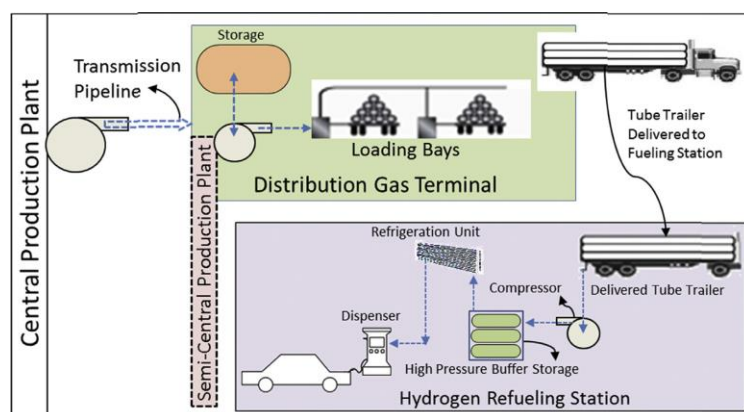 Central Production Plant
Transmission
Pipeline
Storage
Loading Bays
Distribution Gas Terminal
Semi-Central Production Plant
Tube Trailer
Delivered to
Fueling Station
Refrigeration Unit
Compressor
Delivered Tube Trailer
Dispenser
High Pressure Buffer Storage
Hydrogen Refueling Station